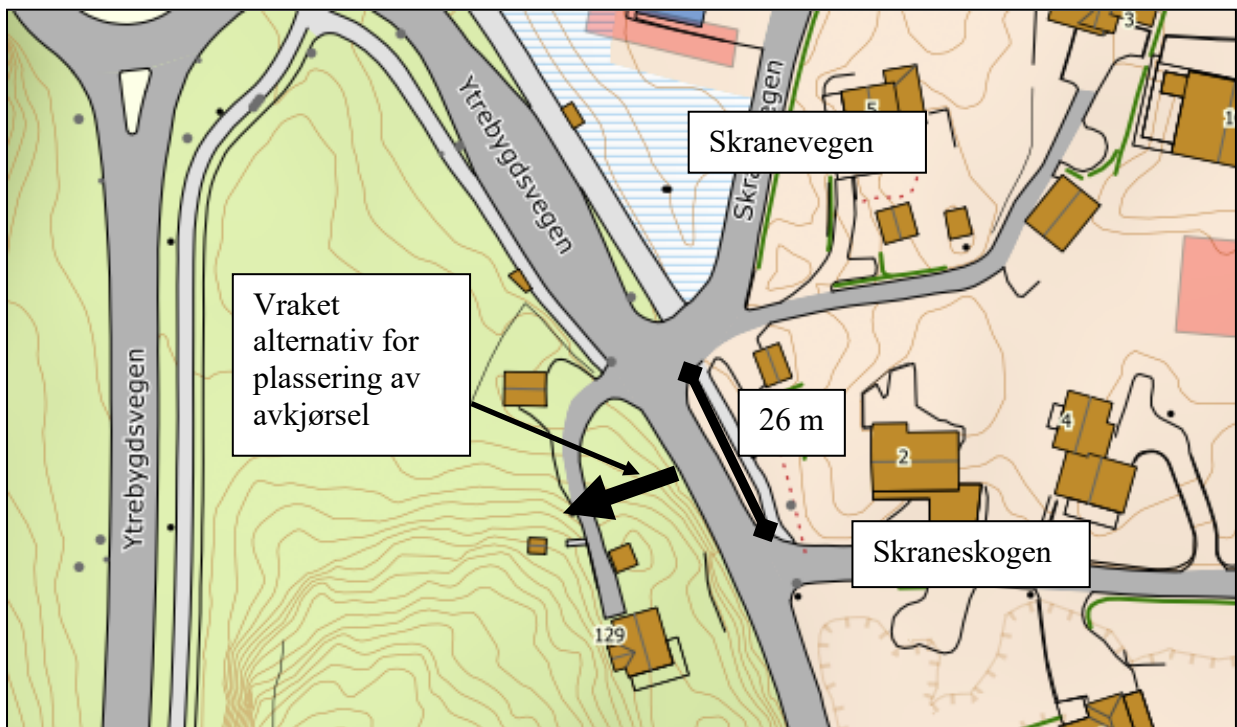 Ytrebygdsvegen
Skranevegen
5
3
Vraket
alternativ for
plassering av
avkjørsel
26 m
2
4
Ytrebygdsvegen
Skraneskogen
129